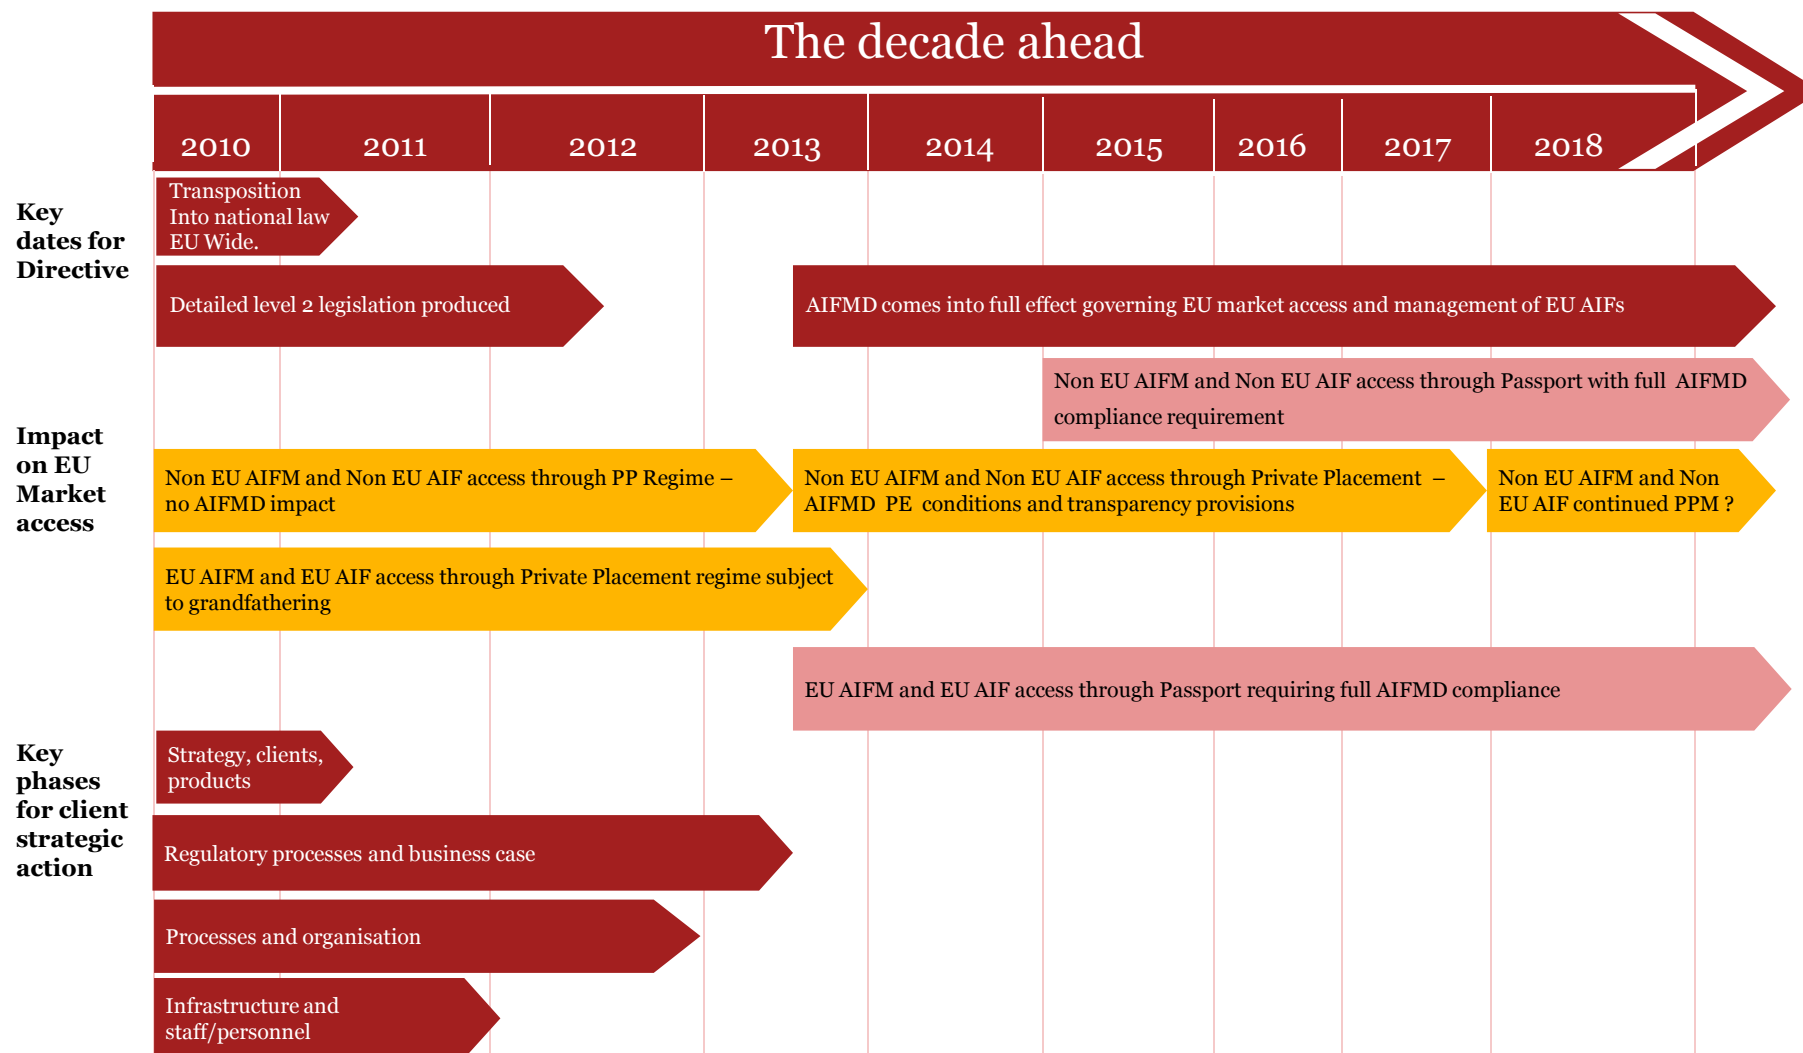 The decade ahead
2010 2011 2012 2013 2014 2015 2016 2017 2018
Key
dates for
Directive
Transposition
Into national law
EU Wide.
Detailed level 2 legislation produced
AIFMD comes into full effect governing EU market access and management of EU AIFs
Impact
on EU
Market
access
Non EU AIFM and Non EU AIF access through Passport with full AIFMD
compliance requirement
Non EU AIFM and Non EU AIF access through PP Regime –
no AIFMD impact
Non EU AIFM and Non EU AIF access through Private Placement –
AIFMD PE conditions and transparency provisions
Non EU AIFM and Non
EU AIF continued PPM ?
EU AIFM and EU AIF access through Private Placement regime subject
to grandfathering
EU AIFM and EU AIF access through Passport requiring full AIFMD compliance
Key
phases
for client
strategic
action
Strategy, clients,
products
Regulatory processes and business case
Processes and organisation
Infrastructure and
staff/personnel